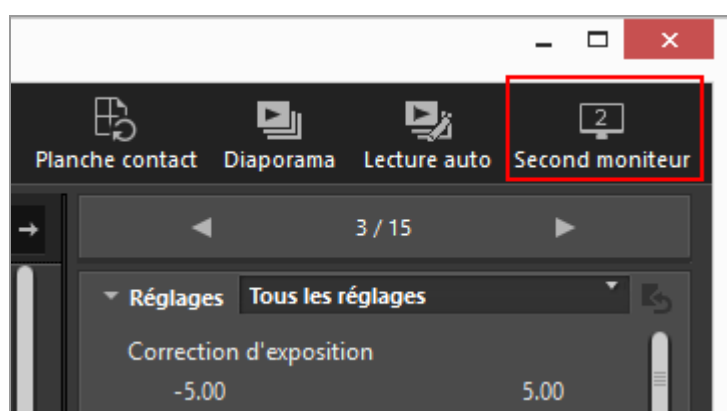 2
Planche contact Diaporama Lecture auto Second moniteur
3 / 15
Réglages Tous les réglages
Correction d'exposition
-5.00 5.00